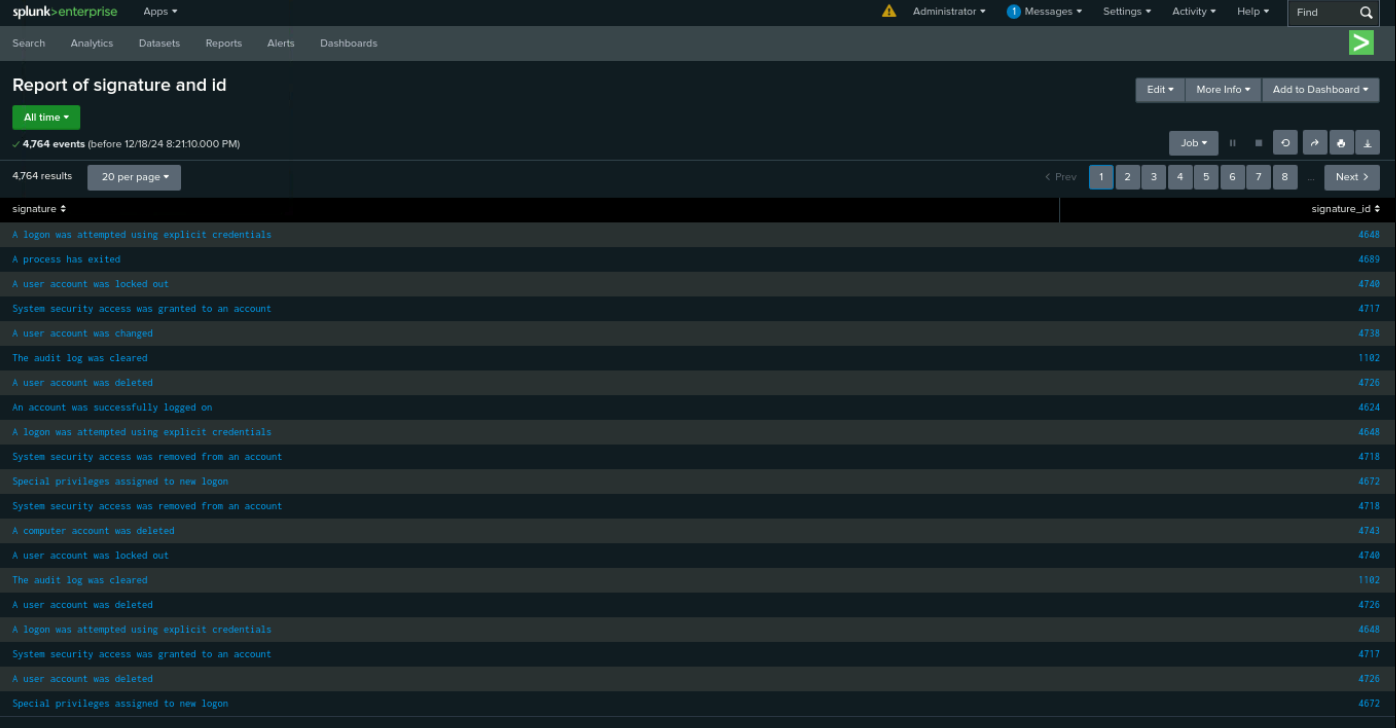 splunk>enterprise Apps Administrator 1 Messages Settings Activity Help Find
Search Analytics Datasets Reports Alerts Dashboards >
Report of signature and id
Edit More Info Add to Dashboard
All time
4,764 events (before 12/18/24 8:21:10.000 PM)
Job
4,764 results 20 per page < Prev 1 2 3 4 5 6 7 8 ... Next >
signature signature_id
A logon was attempted using explicit credentials 4648
A process has exited 4689
A user account was locked out 4740
System security access was granted to an account 4717
A user account was changed 4738
The audit log was cleared 1102
A user account was deleted 4726
An account was successfully logged on 4624
A logon was attempted using explicit credentials 4648
System security access was removed from an account 4718
Special privileges assigned to new logon 4672
System security access was removed from an account 4718
A computer account was deleted 4743
A user account was locked out 4740
The audit log was cleared 1102
A user account was deleted 4726
A logon was attempted using explicit credentials 4648
System security access was granted to an account 4717
A user account was deleted 4726
Special privileges assigned to new logon 4672